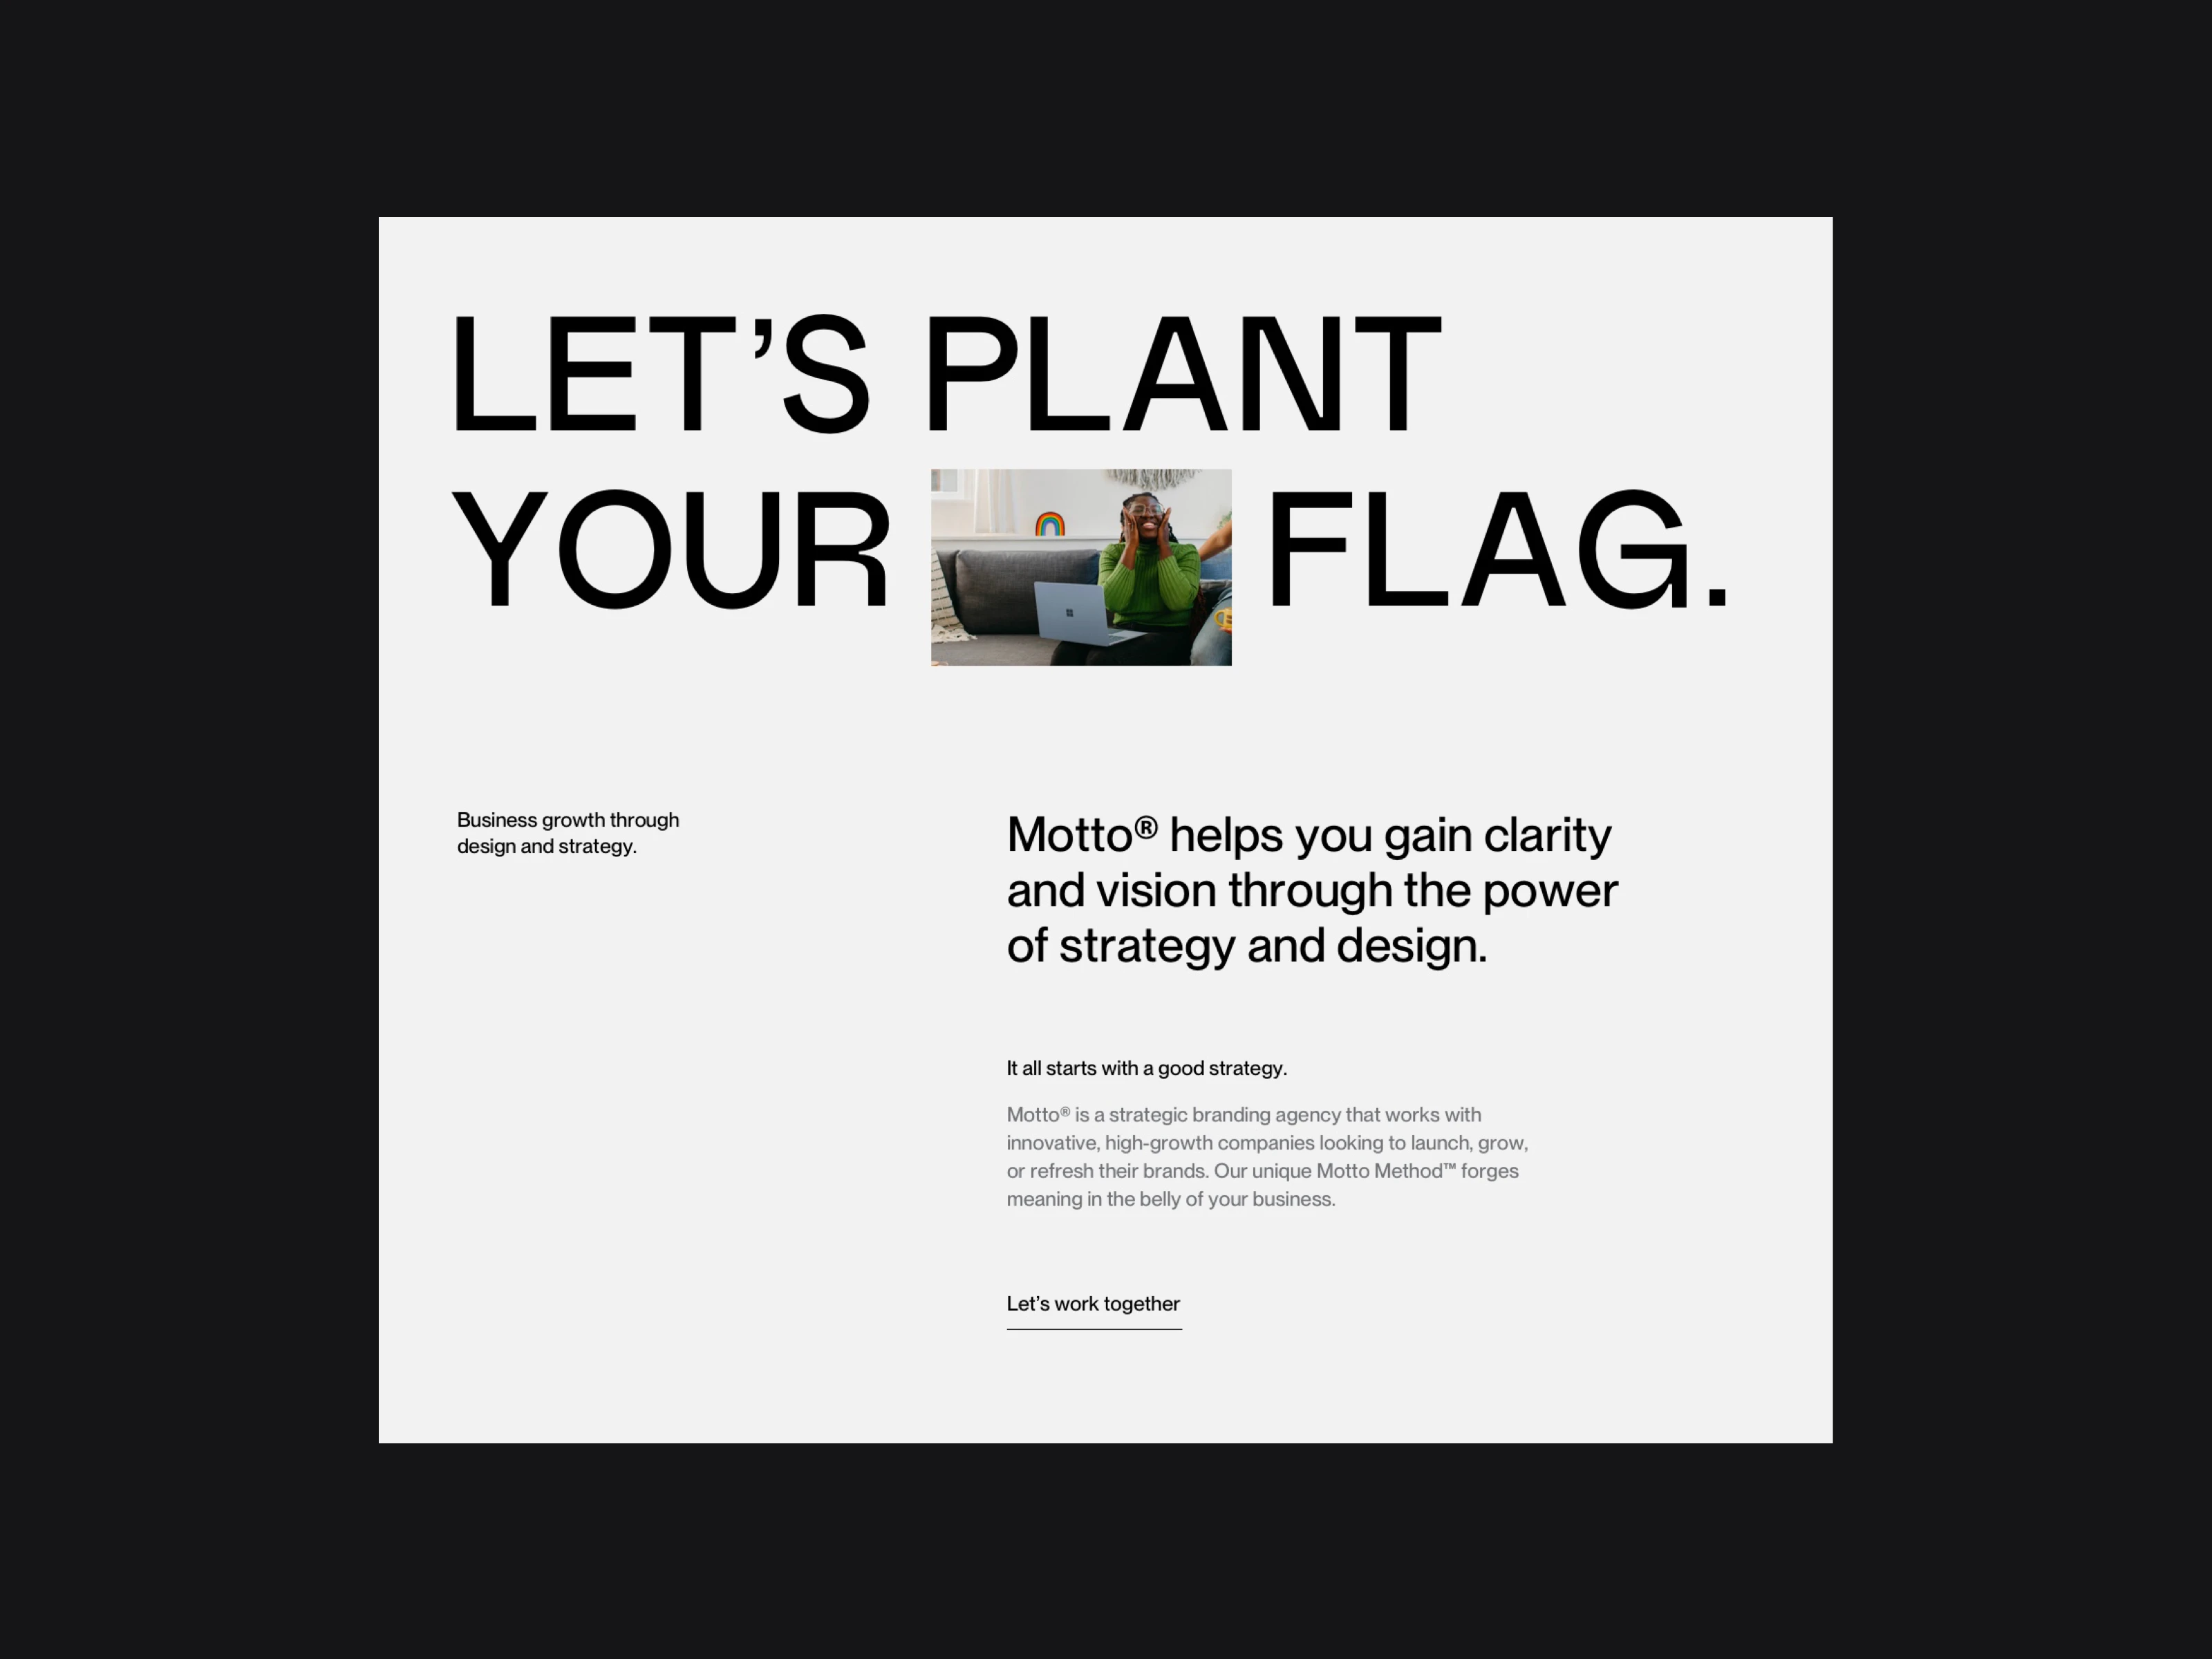 LET’S PLANT
YOUR FLAG.
Business growth through
design and strategy.
Motto® helps you gain clarity
and vision through the power
of strategy and design.
It all starts with a good strategy.
Motto® is a strategic branding agency that works with
innovative, high-growth companies looking to launch, grow,
or refresh their brands. Our unique Motto Method™ forges
meaning in the belly of your business.
Let’s work together